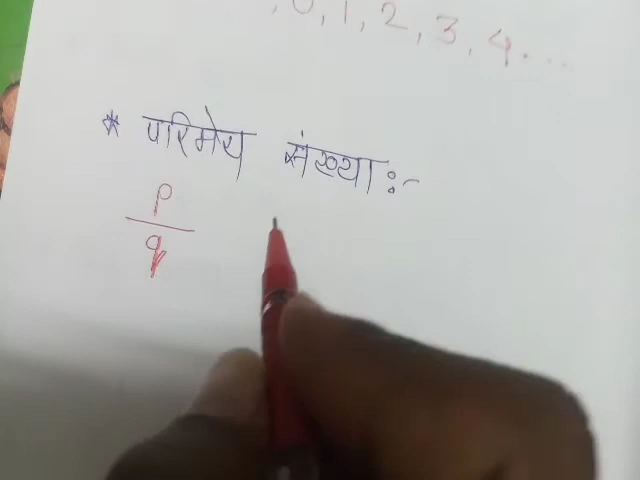 , 0, 1, 2, 3, 4 . . . .
* परिमेय संख्या :-
p
q